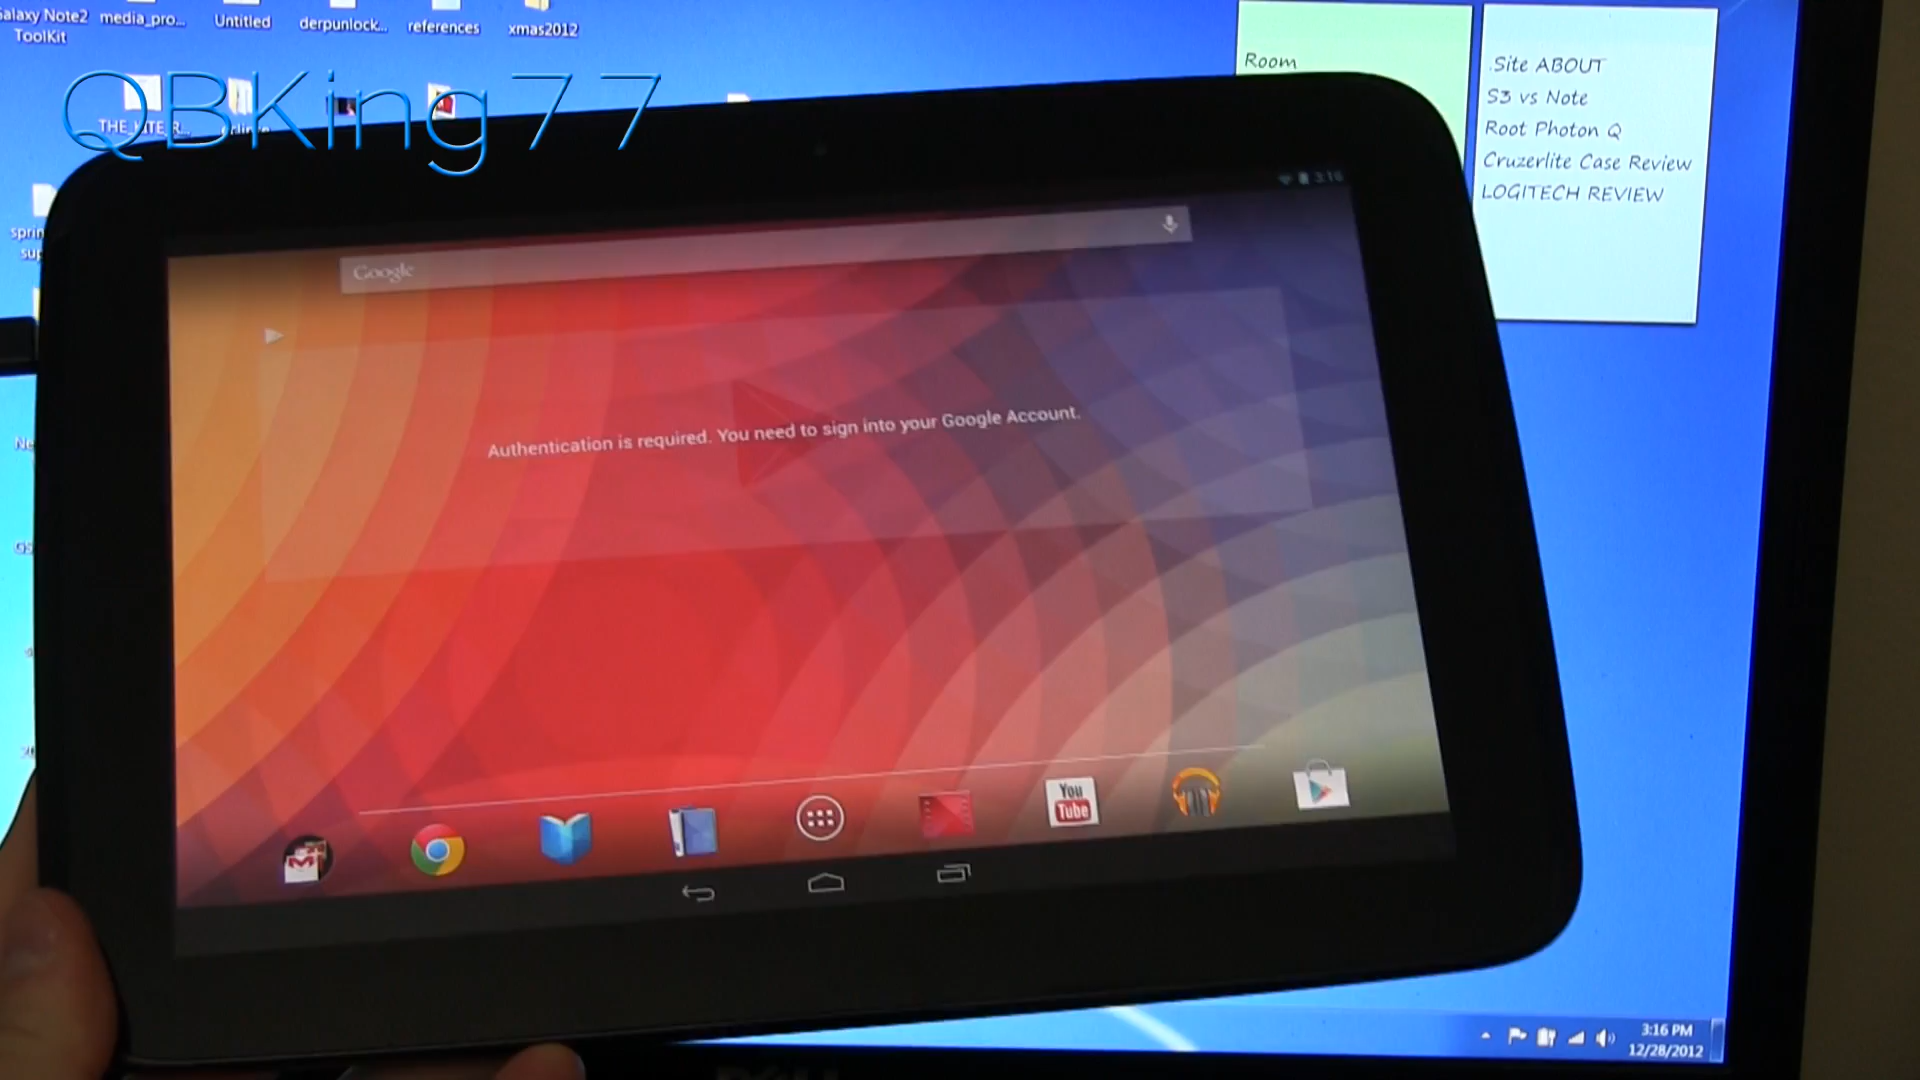 Galaxy Note2
ToolKit
media_pro...
Untitled
derpunlock...
references
xmas2012
QBKing77
Room
.Site ABOUT
S3 vs Note
Root Photon Q
Cruzerlite Case Review
LOGITECH REVIEW
3:16
Google
Authentication is required. You need to sign into your Google Account.
You
Tube
3:16 PM
12/28/2012